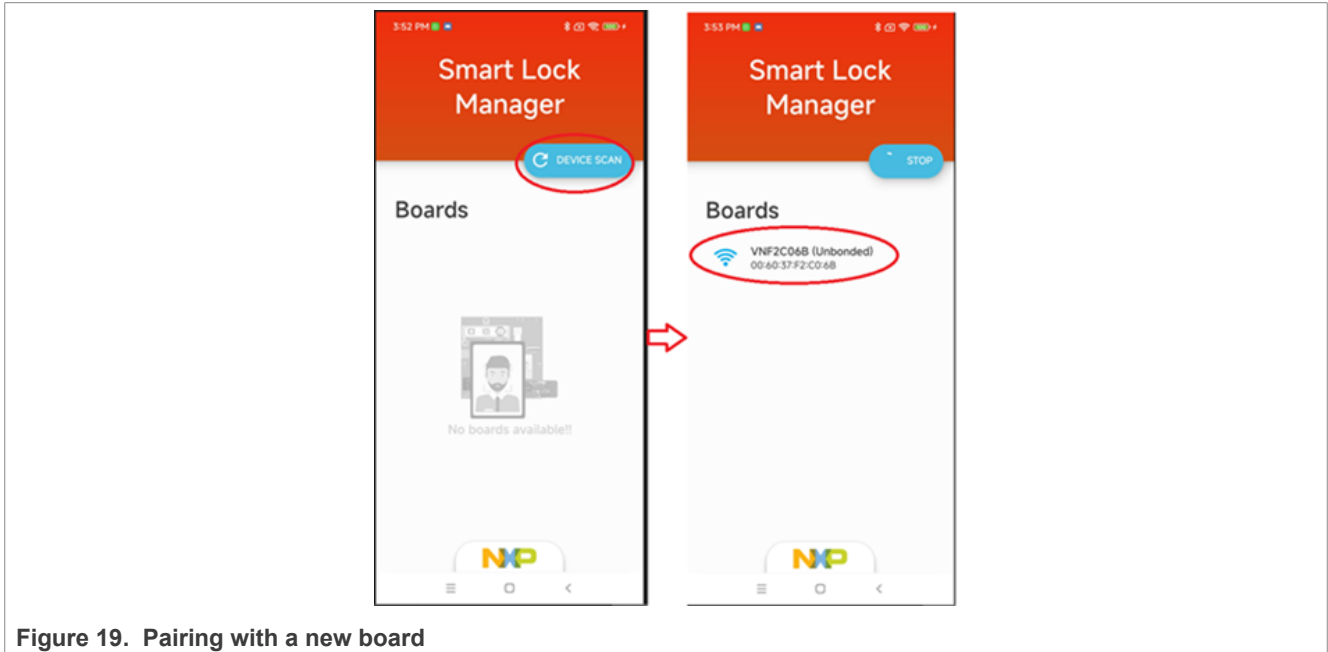 3:52 PM
Smart Lock
Manager
DEVICE SCAN
Boards
No boards available!!
NXP
3:53 PM
Smart Lock
Manager
STOP
Boards
VNF2C06B (Unbonded)
00:60:37:F2:C0:6B
NXP
Figure 19. Pairing with a new board